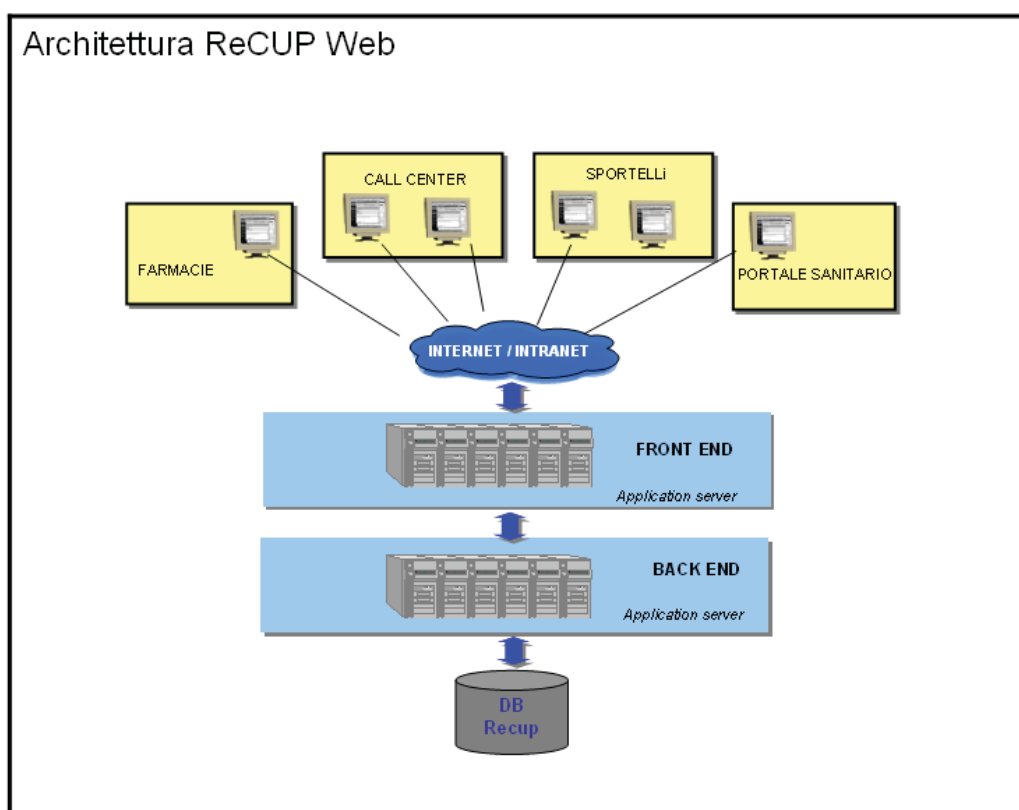 Architettura ReCUP Web
CALL CENTER
SPORTELLi
FARMACIE
PORTALE SANITARIO
INTERNET / INTRANET
FRONT END
Application server
BACK END
Application server
DB
Recup